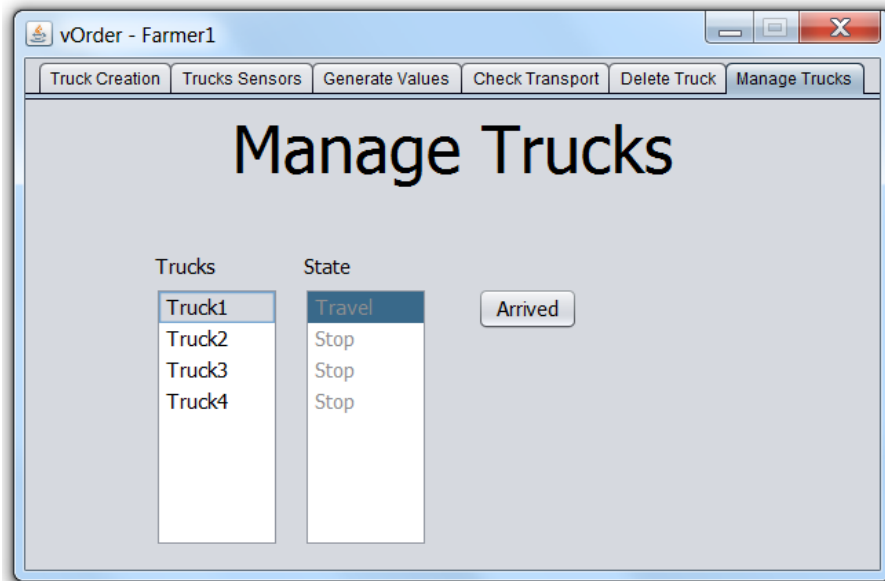 vOrder - Farmer1
Truck Creation Trucks Sensors Generate Values Check Transport Delete Truck Manage Trucks
Manage Trucks
Trucks State
Truck1 Travel Arrived
Truck2 Stop
Truck3 Stop
Truck4 Stop